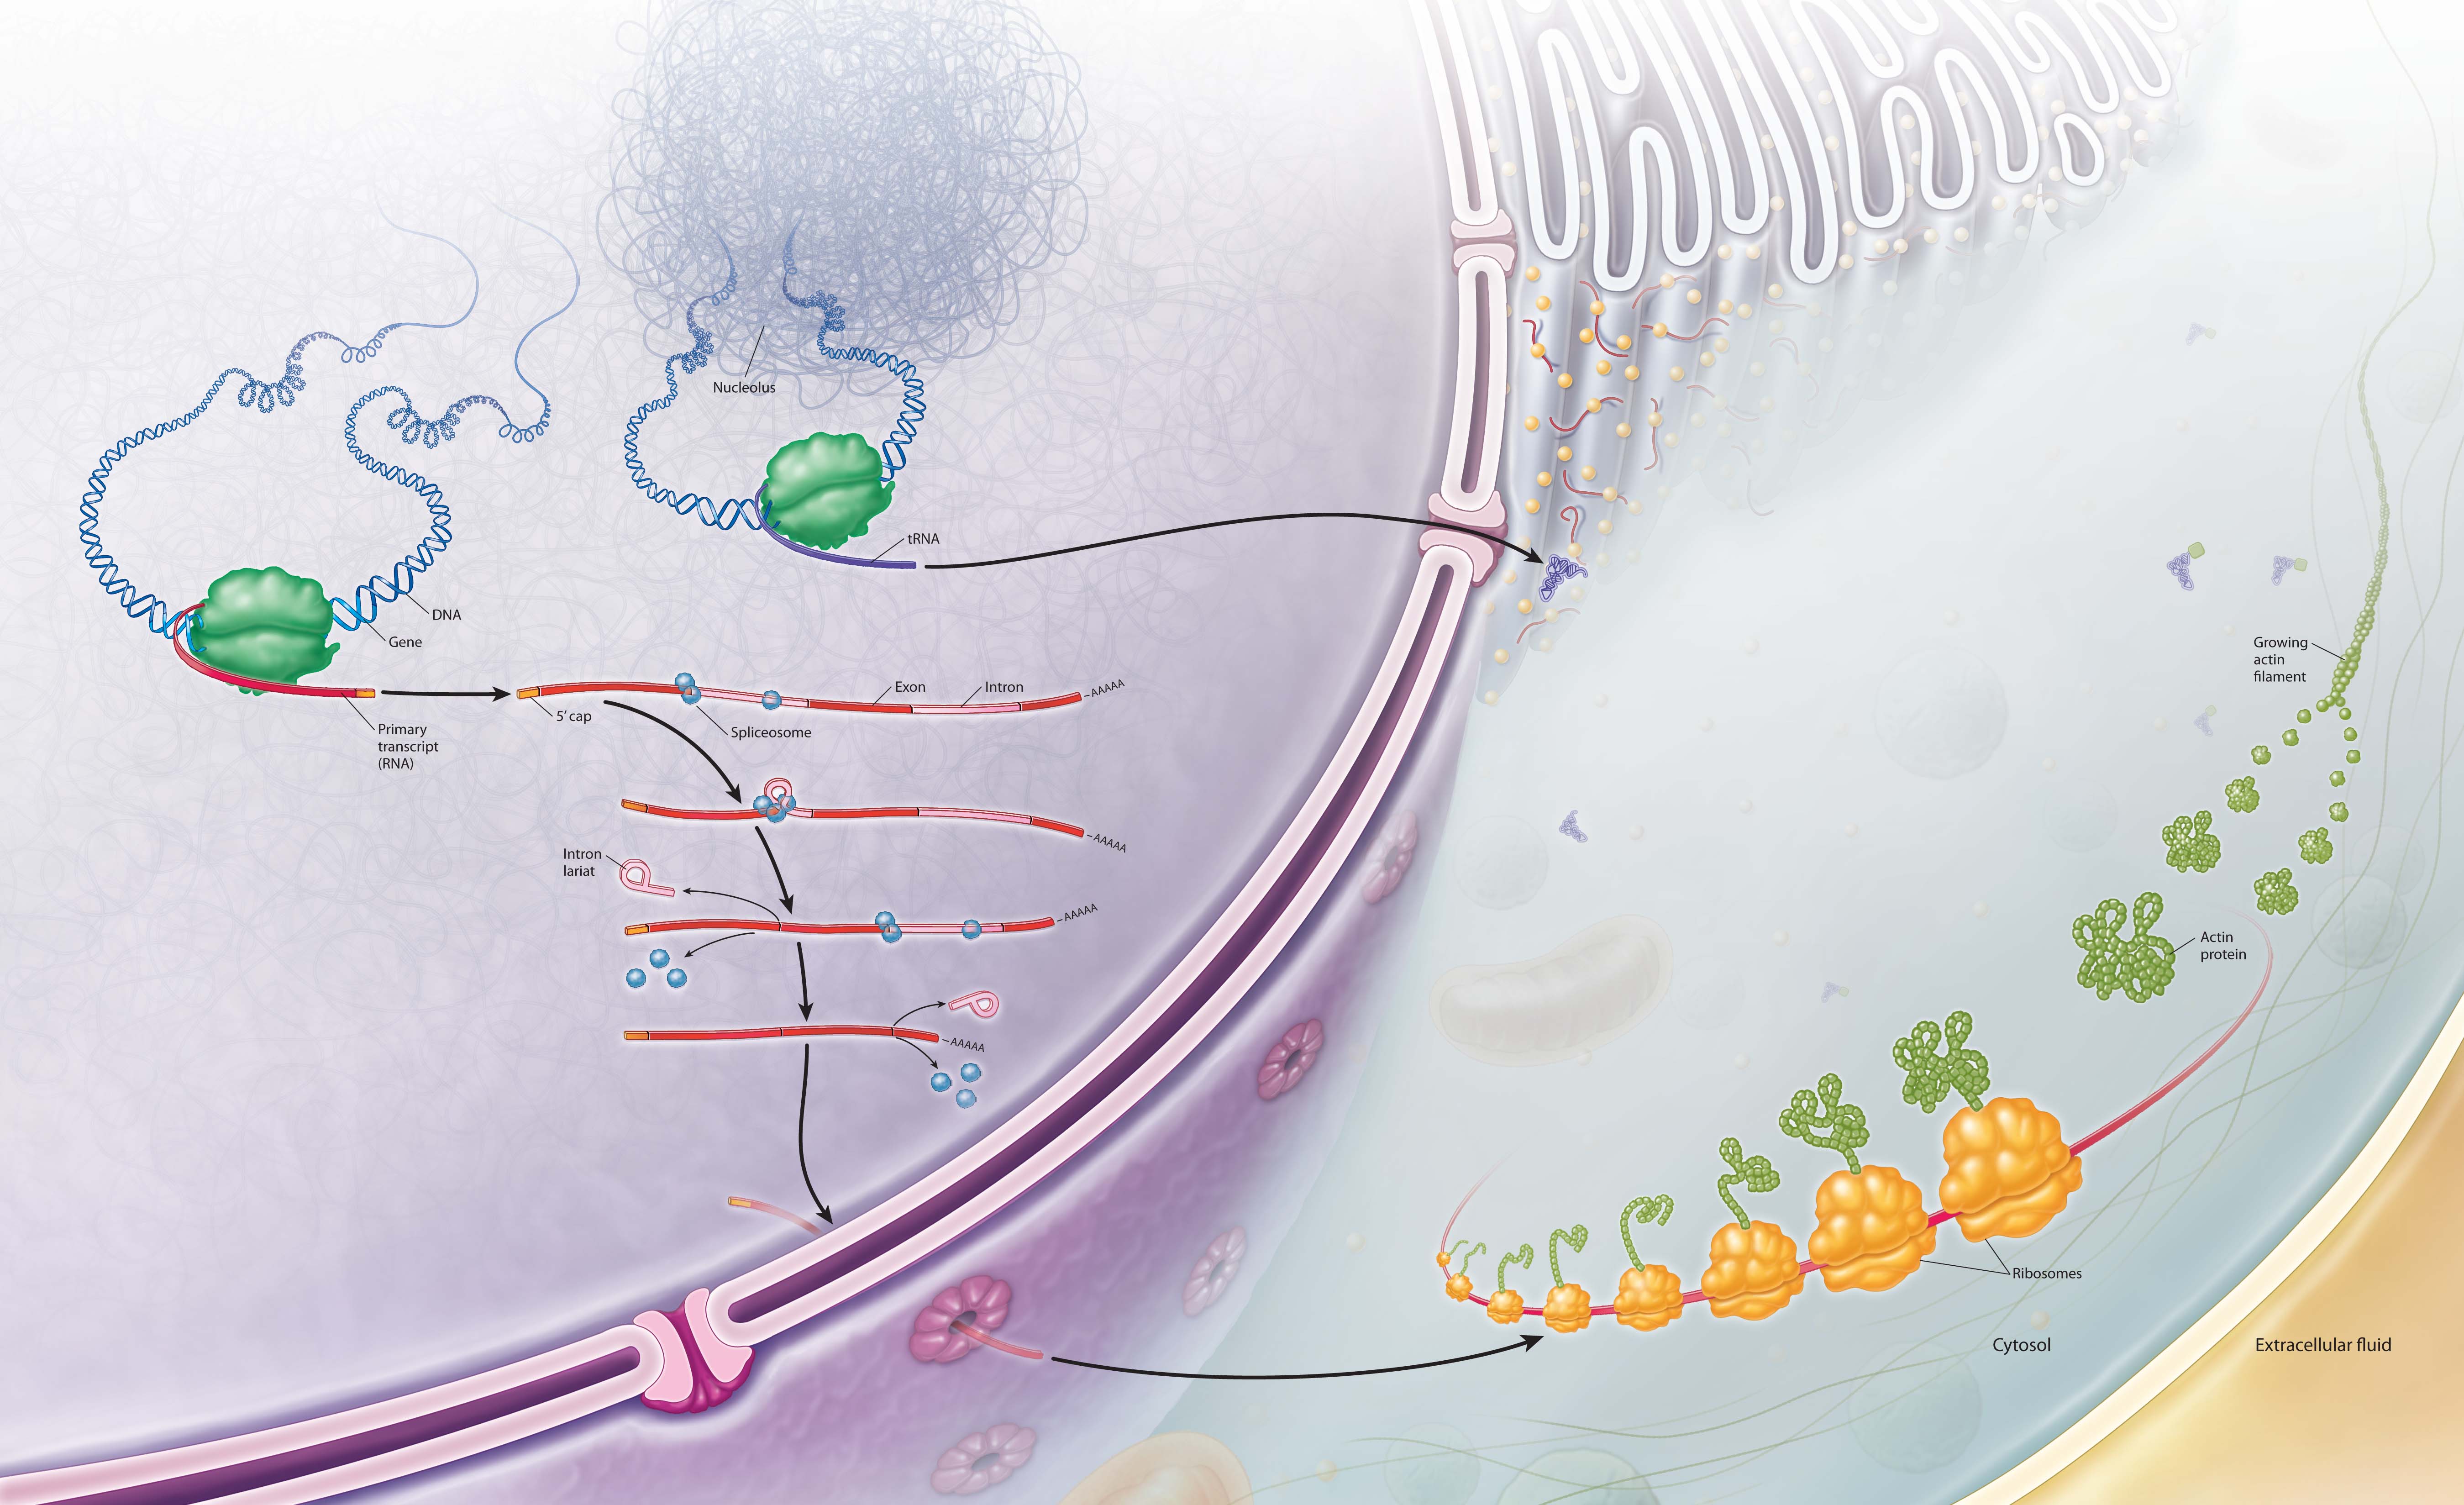 Nucleolus
tRNA
DNA
Gene
Primary
transcript
(RNA)
5’ cap
Spliceosome
Exon
Intron
-AAAAA
-AAAAA
Intron
lariat
-AAAAA
-AAAAA
Growing
actin
filament
Actin
protein
Ribosomes
Cytosol
Extracellular fluid